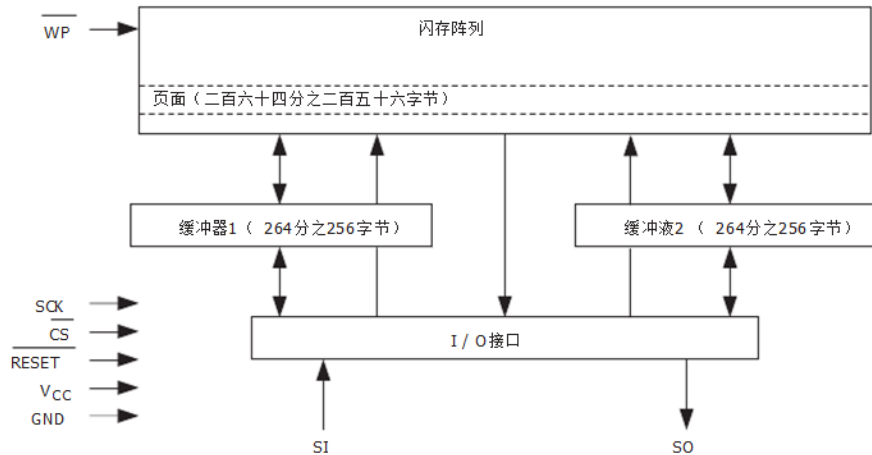 WP
闪存阵列
页面（二百六十四分之二百五十六字节）
缓冲器1（ 264分之256字节）
缓冲液2 （ 264分之256字节）
SCK
CS
RESET
VCC
GND
I / O接口
SI
SO